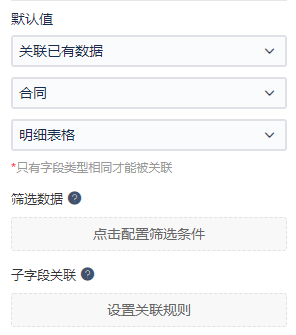 默认值
关联已有数据
合同
明细表格
*只有字段类型相同才能被关联
筛选数据 ?
点击配置筛选条件
子字段关联 ?
设置关联规则